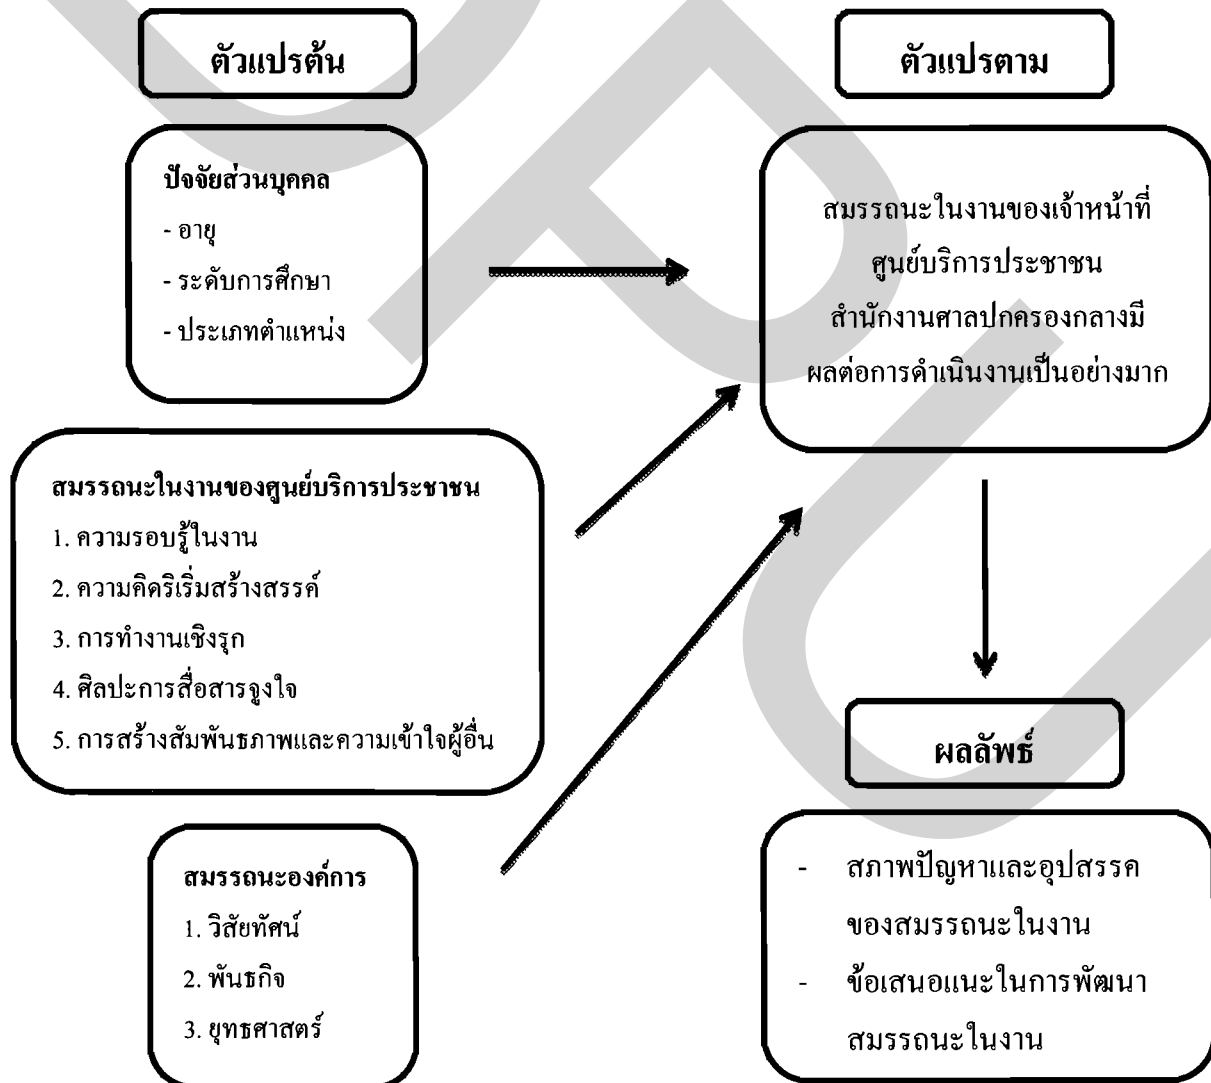 ตัวแปรต้น
ปัจจัยส่วนบุคคล
- อายุ
- ระดับการศึกษา
- ประเภทตำแหน่ง
สมรรถนะในงานของศูนย์บริการประชาชน
1. ความรอบรู้ในงาน
2. ความคิดริเริ่มสร้างสรรค์
3. การทำงานเชิงรุก
4. ศิลปะการสื่อสารจูงใจ
5. การสร้างสัมพันธภาพและความเข้าใจผู้อื่น
สมรรถนะองค์การ
1. วิสัยทัศน์
2. พันธกิจ
3. ยุทธศาสตร์
ตัวแปรตาม
สมรรถนะในงานของเจ้าหน้าที่
ศูนย์บริการประชาชน
สำนักงานศาลปกครองกลางมี
ผลต่อการดำเนินงานเป็นอย่างมาก
ผลลัพธ์
- สภาพปัญหาและอุปสรรค
ของสมรรถนะในงาน
- ข้อเสนอแนะในการพัฒนา
สมรรถนะในงาน